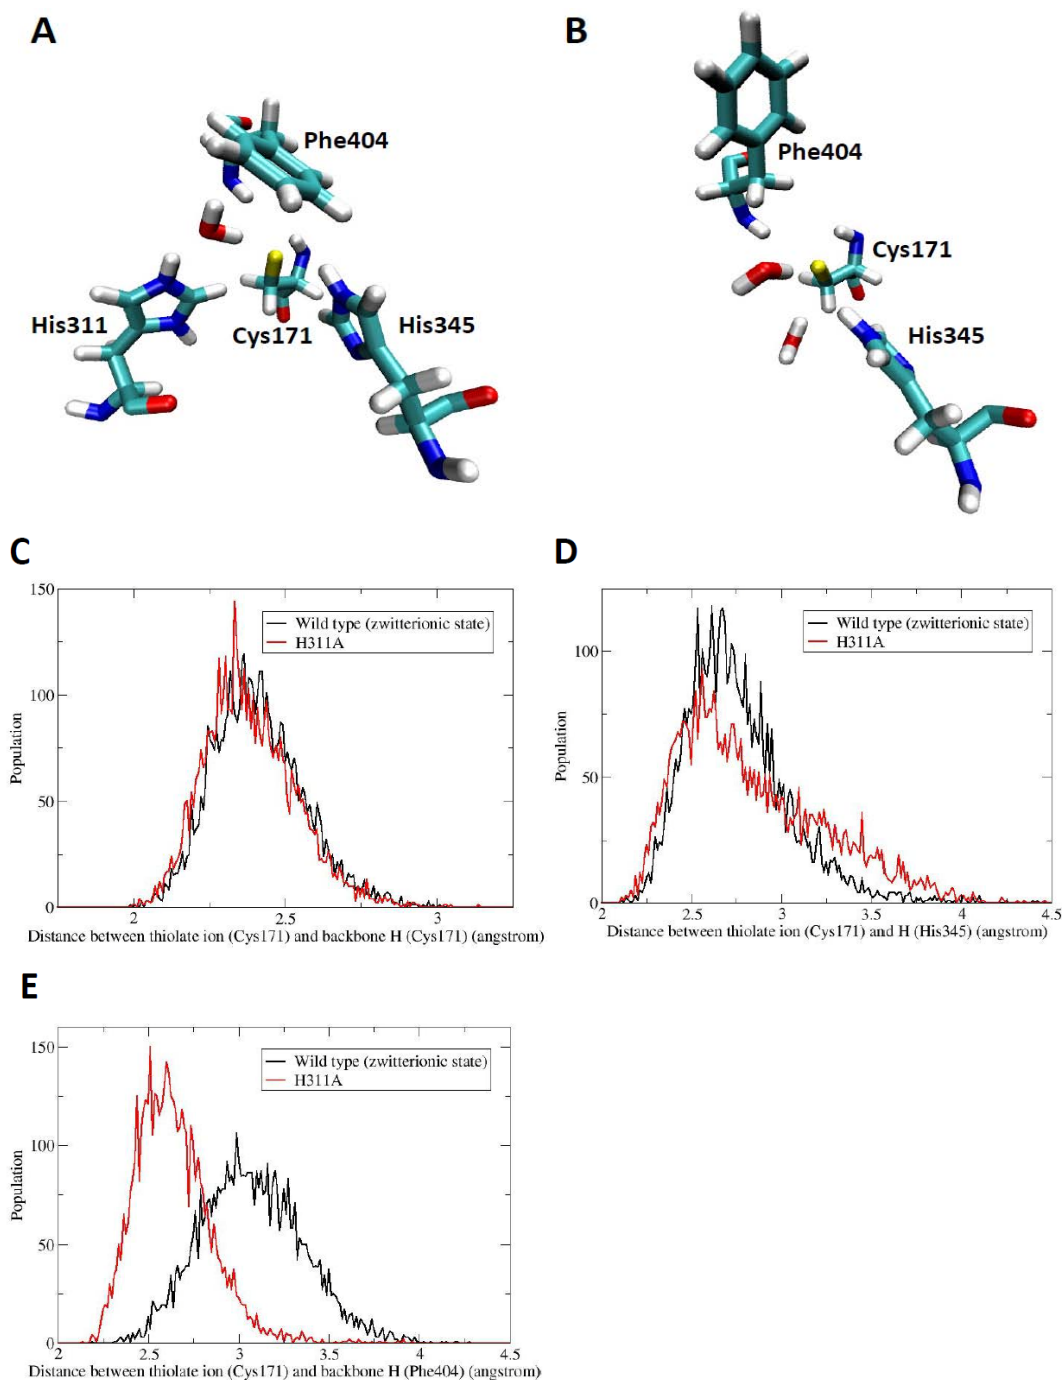 A
B
Phe404
Phe404
Cys171
His311
Cys171
His345
His345
C
D
150
100
50
0
Population
Wild type (zwitterionic state)
H311A
2
2.5
3
Distance between thiolate ion (Cys171) and backbone H (Cys171) (angstrom)
100
50
0
Population
Wild type (zwitterionic state)
H311A
2
2.5
3
3.5
4
4.5
Distance between thiolate ion (Cys171) and H (His345) (angstrom)
E
150
100
50
0
Population
Wild type (zwitterionic state)
H311A
2
2.5
3
3.5
4
4.5
Distance between thiolate ion (Cys171) and backbone H (Phe404) (angstrom)